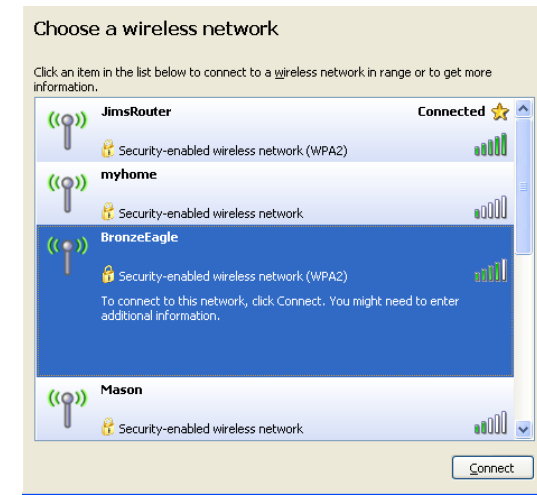 Choose a wireless network
Click an item in the list below to connect to a wireless network in range or to get more
information.
JimsRouter Connected
Security-enabled wireless network (WPA2)
myhome
Security-enabled wireless network
BronzeEagle
Security-enabled wireless network (WPA2)
To connect to this network, click Connect. You might need to enter
additional information.
Mason
Security-enabled wireless network
Connect